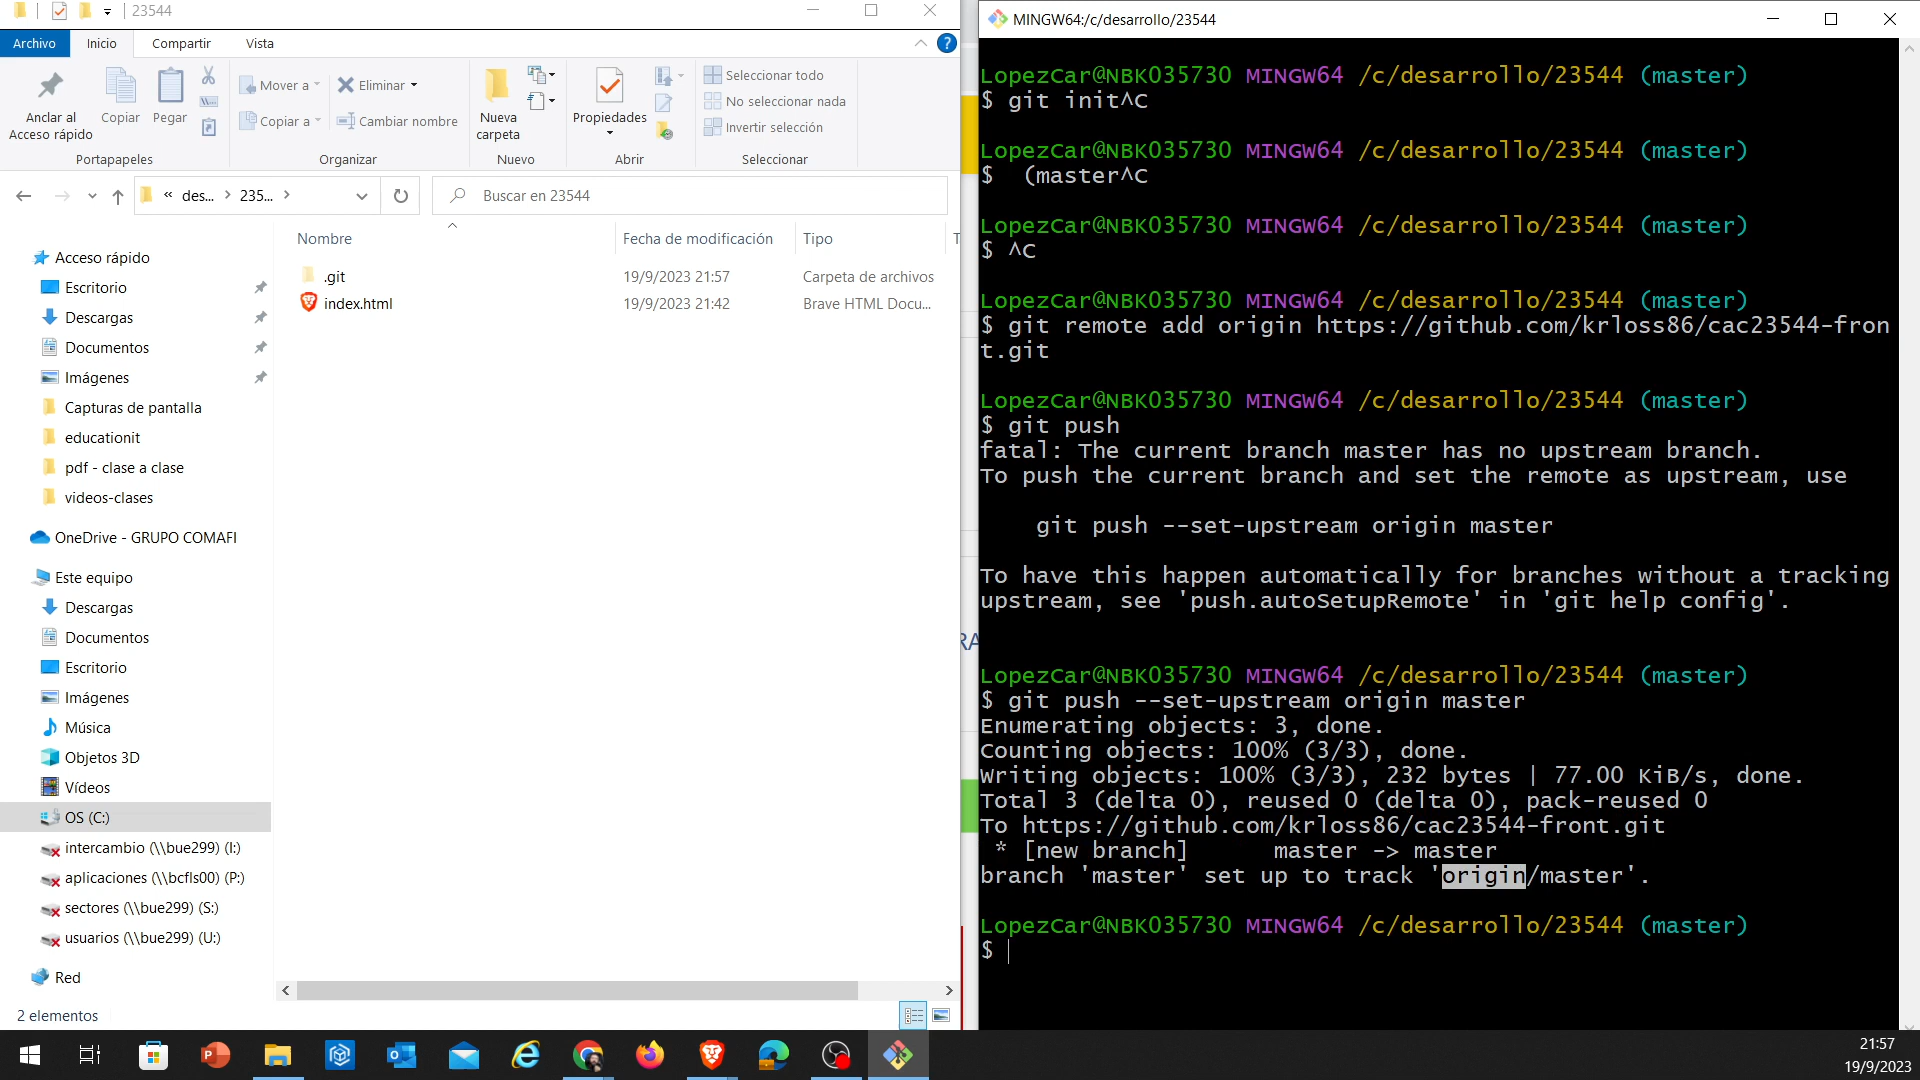 23544
Archivo
Inicio
Compartir
Vista
Anclar al
Acceso rápido
Copiar
Pegar
Portapapeles
Mover a
Copiar a
Eliminar
Cambiar nombre
Organizar
Nueva
carpeta
Nuevo
Propiedades
Abrir
Seleccionar todo
No seleccionar nada
Invertir selección
Seleccionar
« des... > 235... >
Buscar en 23544
Nombre
Fecha de modificación
Tipo
T
.git
19/9/2023 21:57
Carpeta de archivos
index.html
19/9/2023 21:42
Brave HTML Docu...
Acceso rápido
Escritorio
Descargas
Documentos
Imágenes
Capturas de pantalla
educationit
pdf - clase a clase
videos-clases
OneDrive - GRUPO COMAFI
Este equipo
Descargas
Documentos
Escritorio
Imágenes
Música
Objetos 3D
Vídeos
OS (C:)
intercambio (\\bue299) (I:)
aplicaciones (\\bcfls00) (P:)
sectores (\\bue299) (S:)
usuarios (\\bue299) (U:)
Red
2 elementos
RA
MINGW64:/c/desarrollo/23544
LopezCar@NBK035730 MINGW64 /c/desarrollo/23544 (master)
$ git init^C
LopezCar@NBK035730 MINGW64 /c/desarrollo/23544 (master)
$  (master^C
LopezCar@NBK035730 MINGW64 /c/desarrollo/23544 (master)
$ ^C
LopezCar@NBK035730 MINGW64 /c/desarrollo/23544 (master)
$ git remote add origin https://github.com/krloss86/cac23544-fron
t.git
LopezCar@NBK035730 MINGW64 /c/desarrollo/23544 (master)
$ git push
fatal: The current branch master has no upstream branch.
To push the current branch and set the remote as upstream, use
git push --set-upstream origin master
To have this happen automatically for branches without a tracking
upstream, see 'push.autoSetupRemote' in 'git help config'.
LopezCar@NBK035730 MINGW64 /c/desarrollo/23544 (master)
$ git push --set-upstream origin master
Enumerating objects: 3, done.
Counting objects: 100% (3/3), done.
Writing objects: 100% (3/3), 232 bytes | 77.00 KiB/s, done.
Total 3 (delta 0), reused 0 (delta 0), pack-reused 0
To https://github.com/krloss86/cac23544-front.git
* [new branch]      master -> master
branch 'master' set up to track 'origin/master'.
LopezCar@NBK035730 MINGW64 /c/desarrollo/23544 (master)
$
21:57
19/9/2023